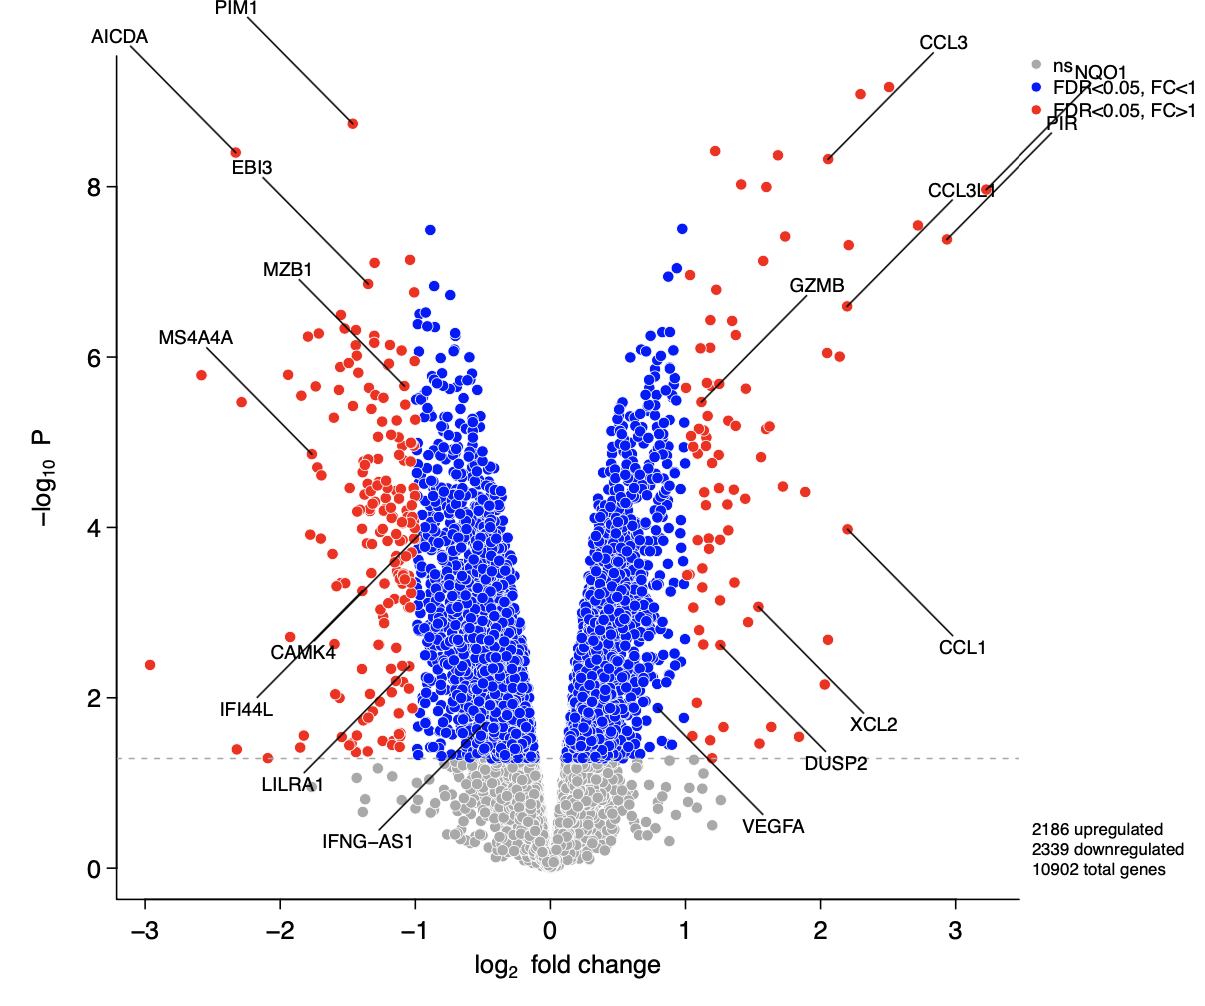 PIM1
AICDA
CCL3
ns
NQO1
FDR<0.05, FC<1
FDR<0.05, FC>1
PIR
EBI3
CCL3L1
MZB1
GZMB
MS4A4A
CAMK4
CCL1
IFI44L
XCL2
DUSP2
LILRA1
VEGFA
IFNG−AS1
2186 upregulated
2339 downregulated
10902 total genes
8
6
4
2
0
−log₁₀ P
−3 −2 −1 0 1 2 3
log₂ fold change